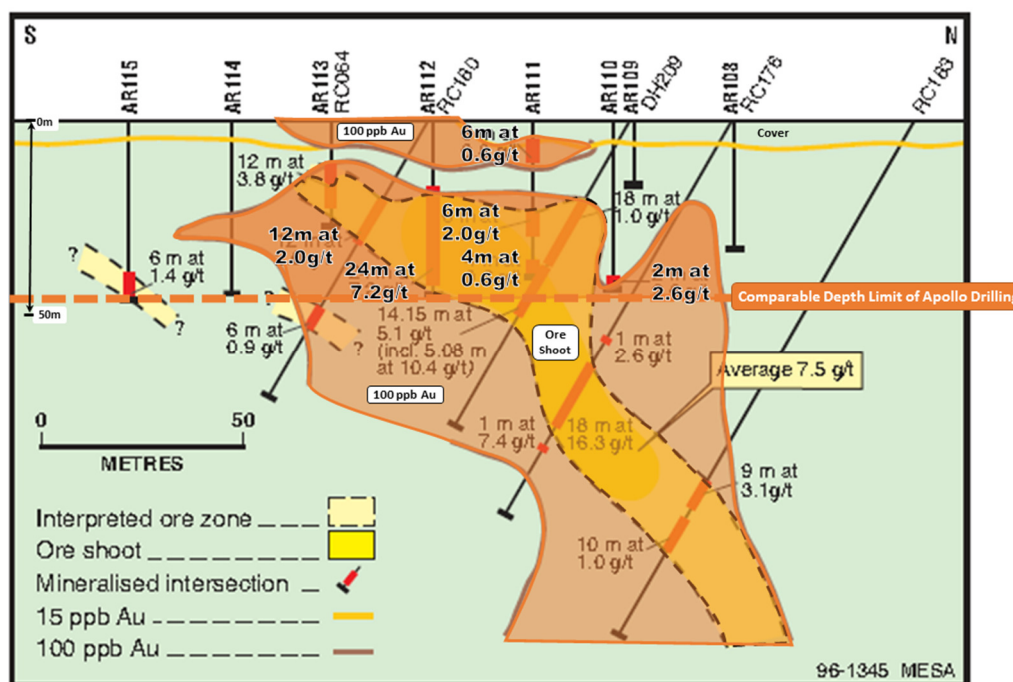 S
N
AR115
AR114
AR113
RC064
AR112
RC180
AR111
AR110
AR109
DH209
AR108
RC176
RC183
0m
100 ppb Au
6m at
0.6g/t
Cover
12 m at
3.8 g/t
18 m at
1.0 g/t
6m at
2.0g/t
12m at
2.0g/t
4m at
0.6g/t
24m at
7.2g/t
2m at
2.6g/t
?
6 m at
1.4 g/t
?
Comparable Depth Limit of Apollo Drilling
50m
?
6 m at
0.9 g/t
?
14.15 m at
5.1 g/t
(incl. 5.08 m
at 10.4 g/t)
Ore
Shoot
1 m at
2.6 g/t
Average 7.5 g/t
100 ppb Au
0
50
METRES
1 m at
7.4 g/t
18 m at
16.3 g/t
9 m at
3.1g/t
10 m at
1.0 g/t
Interpreted ore zone
Ore shoot
Mineralised intersection
15 ppb Au
100 ppb Au
96-1345 MESA